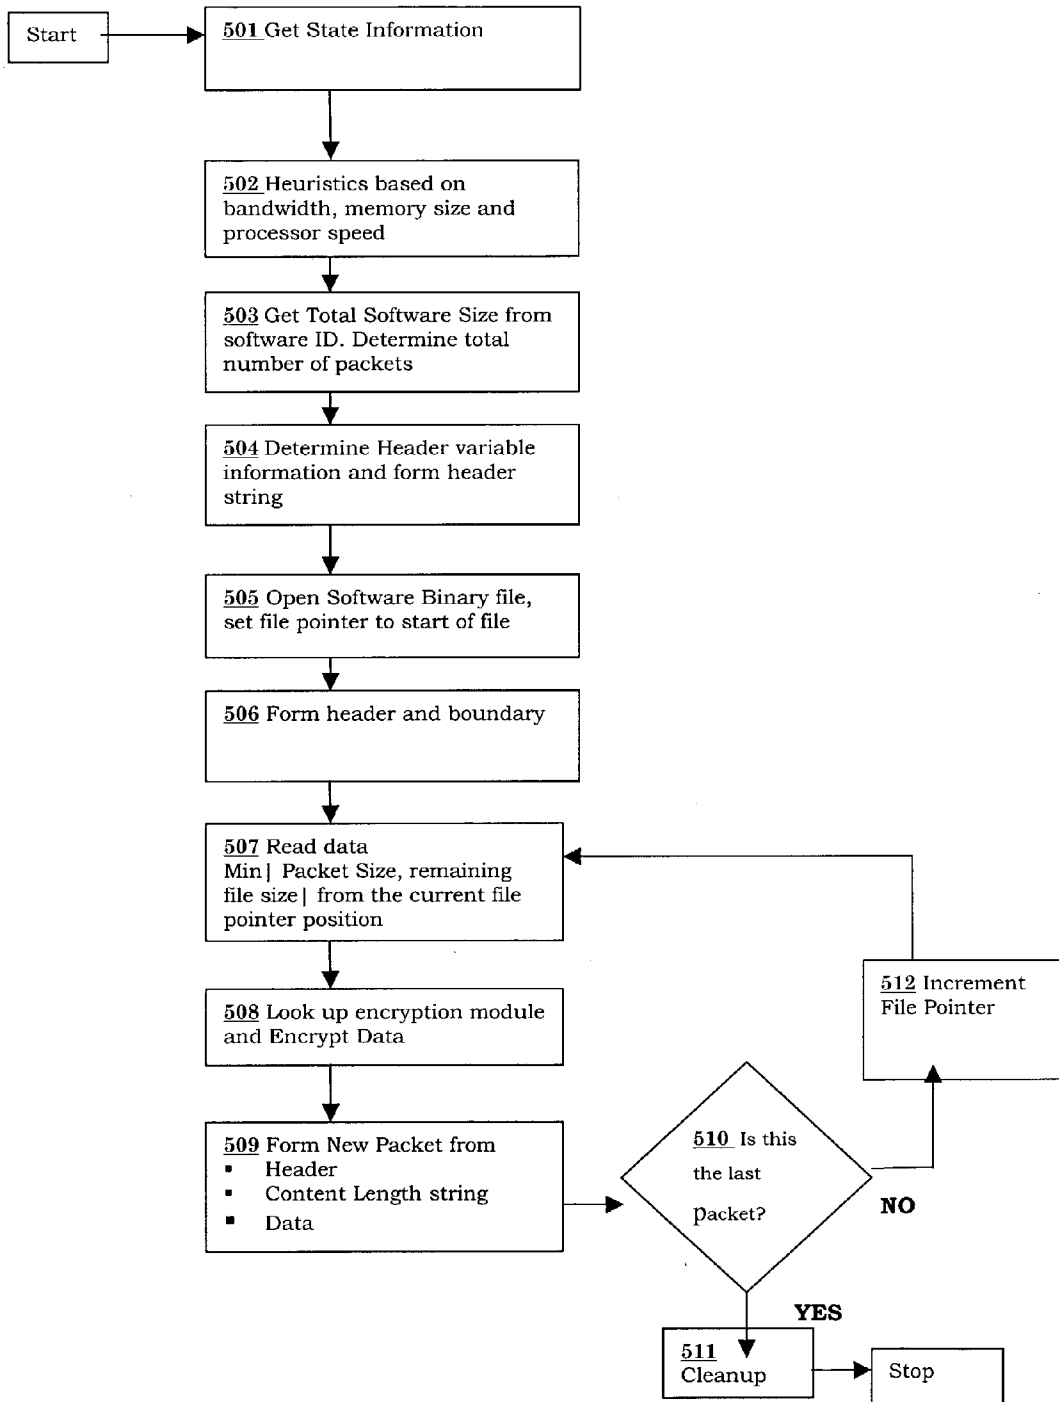 Start
501 Get State Information
502 Heuristics based on
bandwidth, memory size and
processor speed
503 Get Total Software Size from
software ID. Determine total
number of packets
504 Determine Header variable
information and form header
string
505 Open Software Binary file,
set file pointer to start of file
506 Form header and boundary
507 Read data
Min| Packet Size, remaining
file size| from the current file
pointer position
508 Look up encryption module
and Encrypt Data
509 Form New Packet from
▪ Header
▪ Content Length string
▪ Data
510 Is this
the last
packet?
NO
512 Increment
File Pointer
YES
511
Cleanup
Stop